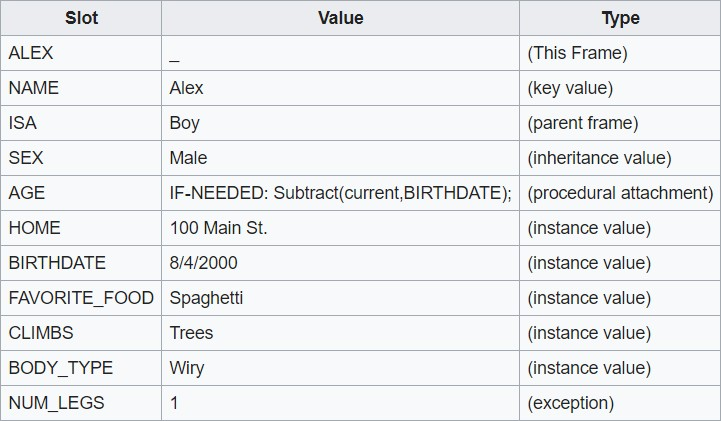 Slot Value Type
ALEX _ (This Frame)
NAME Alex (key value)
ISA Boy (parent frame)
SEX Male (inheritance value)
AGE IF-NEEDED: Subtract(current,BIRTHDATE); (procedural attachment)
HOME 100 Main St. (instance value)
BIRTHDATE 8/4/2000 (instance value)
FAVORITE_FOOD Spaghetti (instance value)
CLIMBS Trees (instance value)
BODY_TYPE Wiry (instance value)
NUM_LEGS 1 (exception)